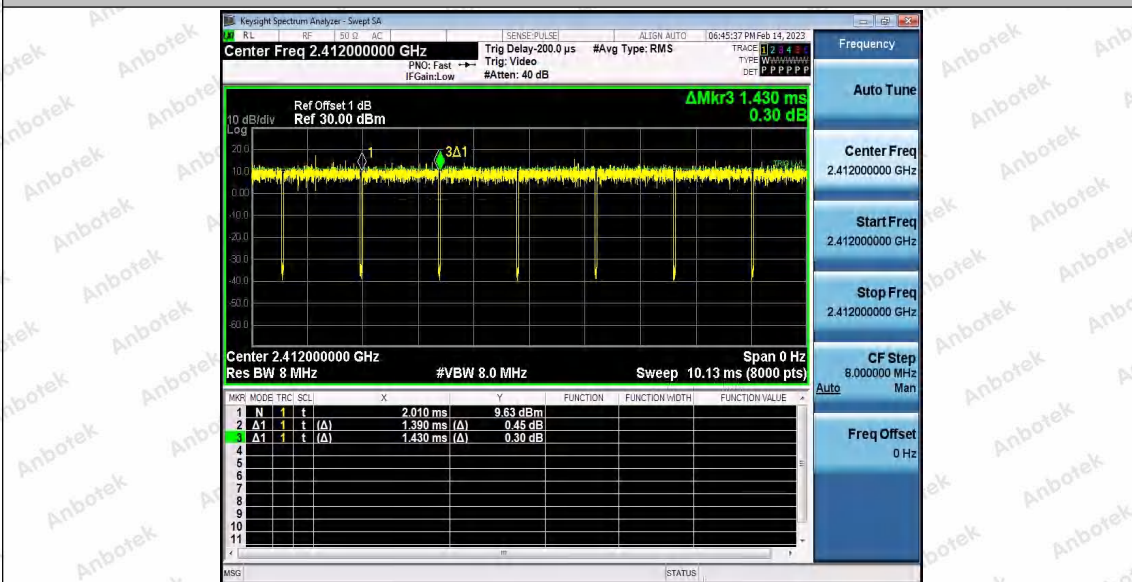 Keysight Spectrum Analyzer - Swept SA
RL RF 50 Ω AC SENSE:PULSE ALIGN AUTO 06:45:37 PM Feb 14, 2023
Center Freq 2.412000000 GHz
PNO: Fast
IFGain:Low
Trig Delay-200.0 µs
Trig: Video
#Atten: 40 dB
#Avg Type: RMS
TRACE 1 2 3 4 5 6
TYPE W
DET P P P P P P
ΔMkr3 1.430 ms
0.30 dB
Ref Offset 1 dB
10 dB/div Ref 30.00 dBm
Log
20.0
10.0
0.00
-10.0
-20.0
-30.0
-40.0
-50.0
-60.0
1
3Δ1
Center 2.412000000 GHz Span 0 Hz
Res BW 8 MHz #VBW 8.0 MHz Sweep 10.13 ms (8000 pts)
MKR MODE TRC SCL X Y FUNCTION FUNCTION WIDTH FUNCTION VALUE
1 N 1 t 2.010 ms 9.63 dBm
2 Δ1 1 t (Δ) 1.390 ms (Δ) 0.45 dB
3 Δ1 1 t (Δ) 1.430 ms (Δ) 0.30 dB
4
5
6
7
8
9
10
11
MSG STATUS
Frequency
Auto Tune
Center Freq
2.412000000 GHz
Start Freq
2.412000000 GHz
Stop Freq
2.412000000 GHz
CF Step
8.000000 MHz
Auto Man
Freq Offset
0 Hz
Anbotek